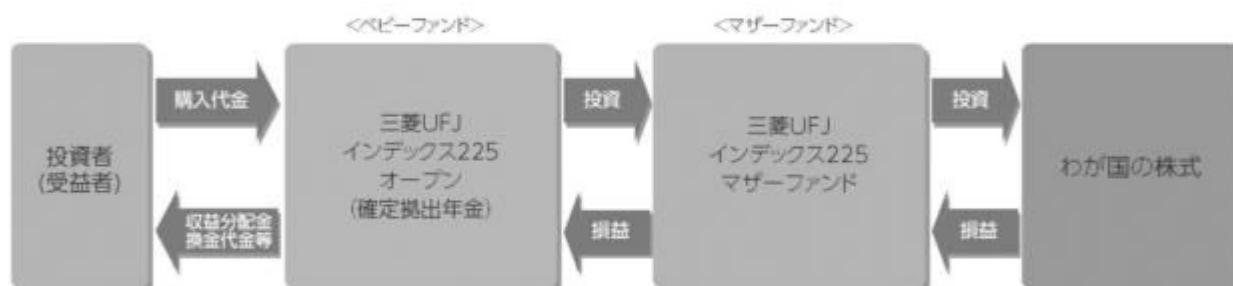 <ベビーファンド>
<マザーファンド>
投資者
(受益者)
購入代金
収益分配金
換金代金等
三菱UFJ
インデックス225
オープン
(確定拠出年金)
投資
損益
三菱UFJ
インデックス225
マザーファンド
投資
損益
わが国の株式